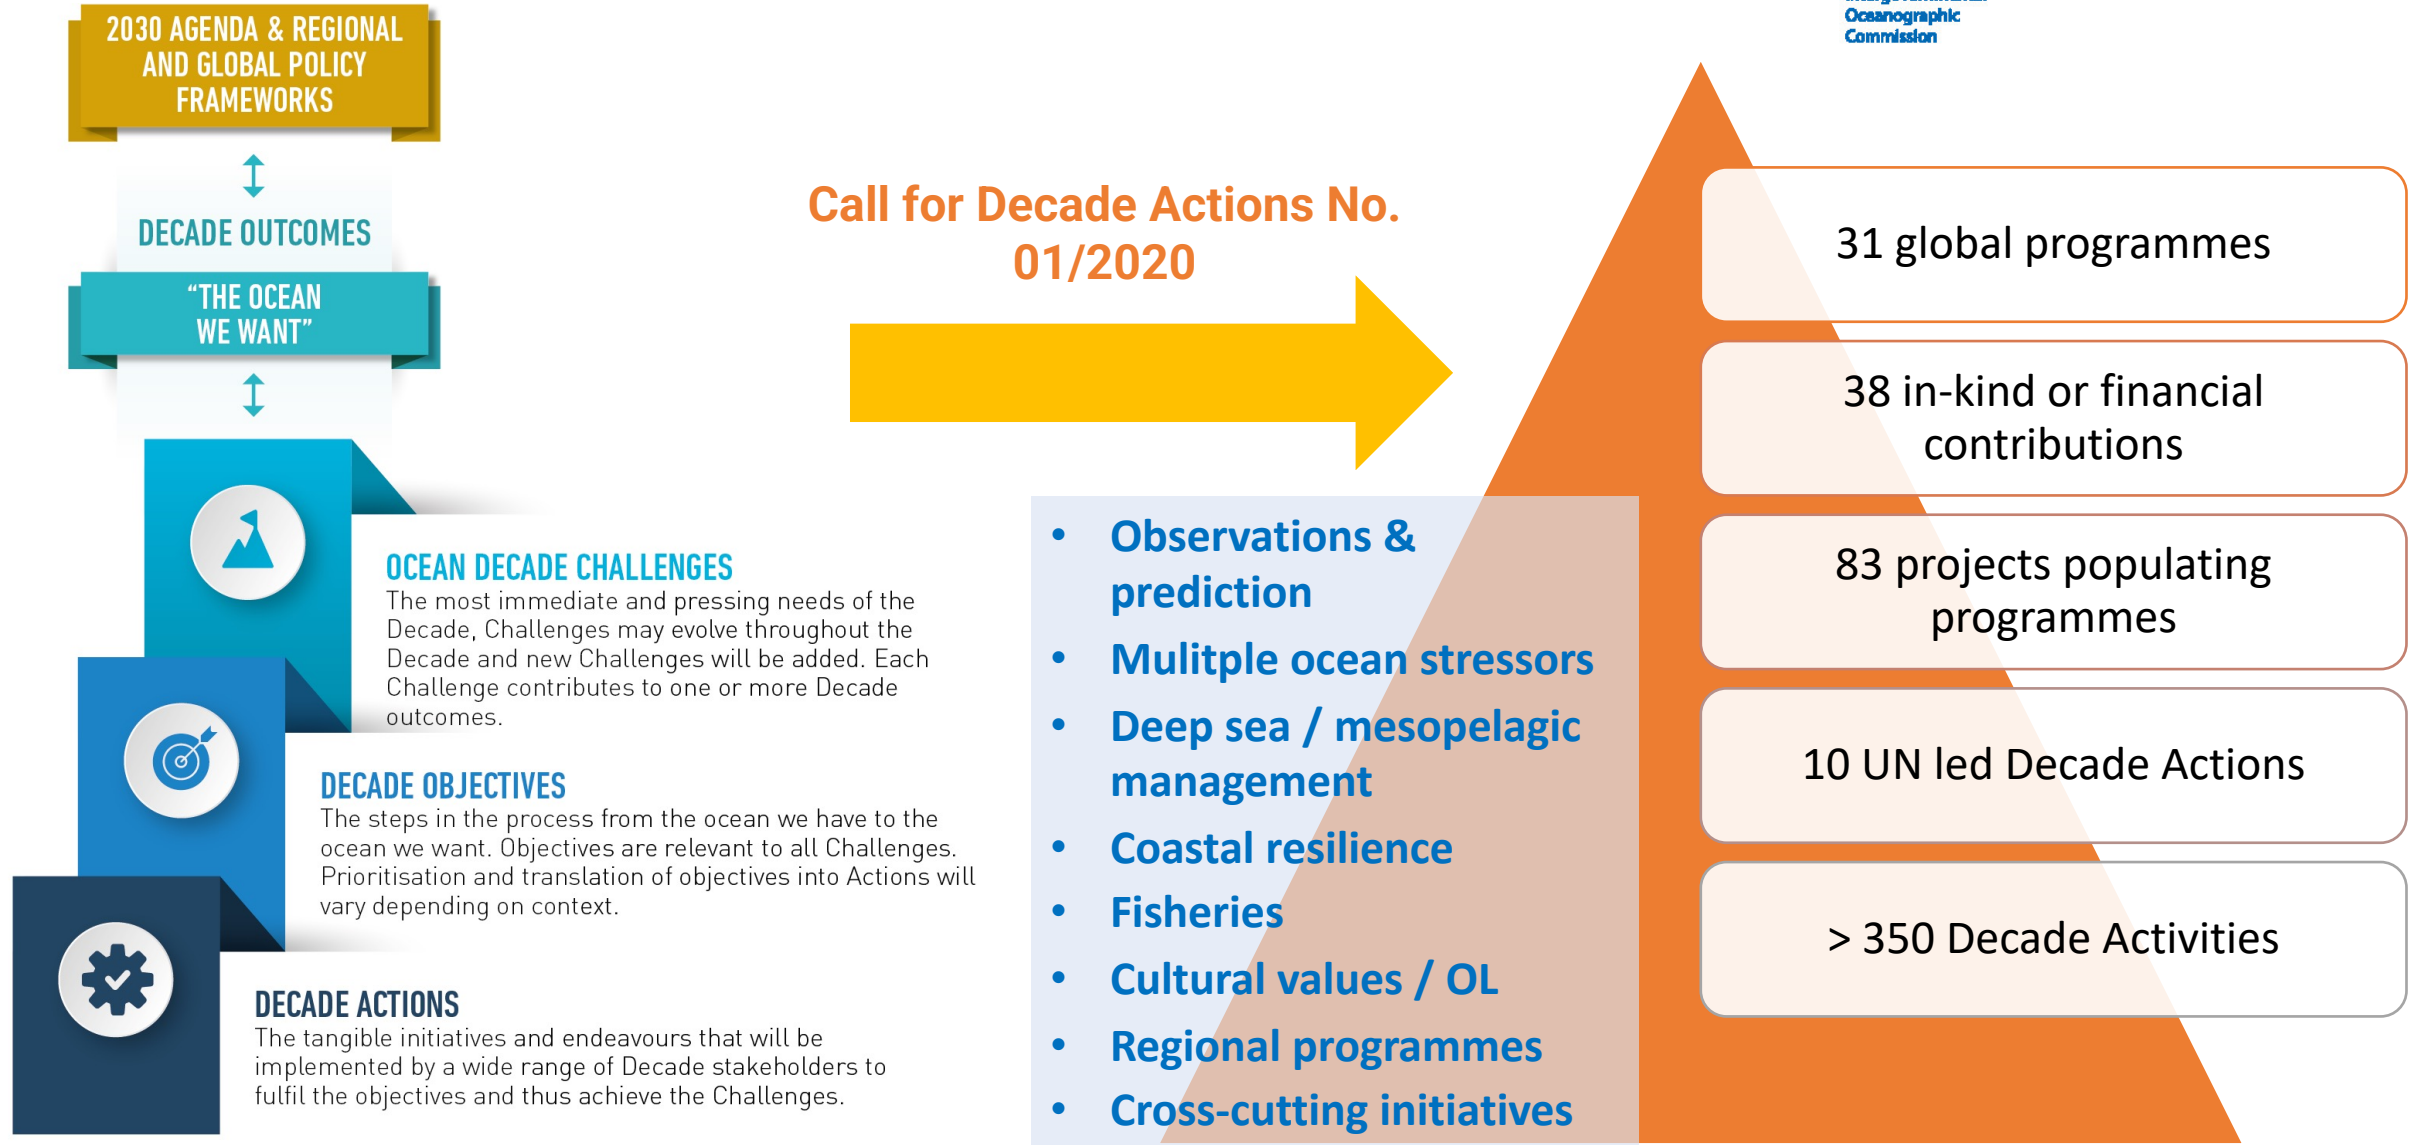 Oceanographic
Commission
2030 AGENDA & REGIONAL
AND GLOBAL POLICY
FRAMEWORKS
DECADE OUTCOMES
“THE OCEAN
WE WANT”
OCEAN DECADE CHALLENGES
The most immediate and pressing needs of the
Decade, Challenges may evolve throughout the
Decade and new Challenges will be added. Each
Challenge contributes to one or more Decade
outcomes.
DECADE OBJECTIVES
The steps in the process from the ocean we have to the
ocean we want. Objectives are relevant to all Challenges.
Prioritisation and translation of objectives into Actions will
vary depending on context.
DECADE ACTIONS
The tangible initiatives and endeavours that will be
implemented by a wide range of Decade stakeholders to
fulfil the objectives and thus achieve the Challenges.
Call for Decade Actions No.
01/2020
• Observations &
prediction
• Mulitple ocean stressors
• Deep sea / mesopelagic
management
• Coastal resilience
• Fisheries
• Cultural values / OL
• Regional programmes
• Cross-cutting initiatives
31 global programmes
38 in-kind or financial
contributions
83 projects populating
programmes
10 UN led Decade Actions
> 350 Decade Activities